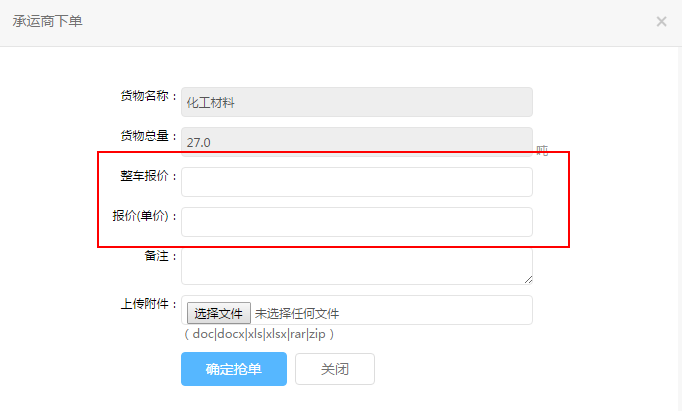 承运商下单 ×
货物名称： 化工材料
货物总量： 27.0 吨
整车报价：
报价(单价)：
备注：
上传附件： 选择文件 未选择任何文件
（ doc|docx|xls|xlsx|rar|zip ）
确定抢单 关闭